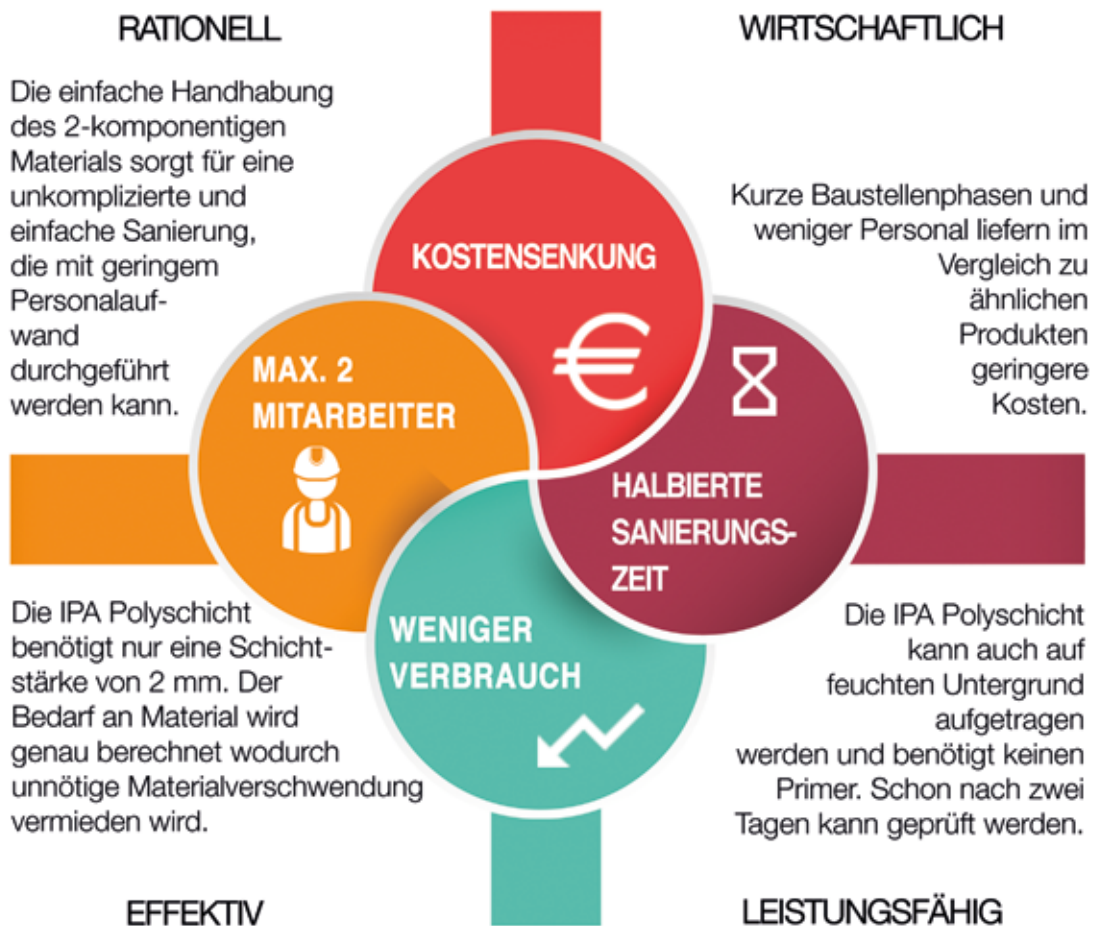 RATIONELL
Die einfache Handhabung
des 2-komponentigen
Materials sorgt für eine
unkomplizierte und
einfache Sanierung,
die mit geringem
Personalauf-
wand
durchgeführt
werden kann.
WIRTSCHAFTLICH
Kurze Baustellenphasen und
weniger Personal liefern im
Vergleich zu
ähnlichen
Produkten
geringere
Kosten.
KOSTENSENKUNG
€
MAX. 2
MITARBEITER
HALBIERTE
SANIERUNGS-
ZEIT
WENIGER
VERBRAUCH
Die IPA Polyschicht
benötigt nur eine Schicht-
stärke von 2 mm. Der
Bedarf an Material wird
genau berechnet wodurch
unnötige Materialverschwendung
vermieden wird.
EFFEKTIV
Die IPA Polyschicht
kann auch auf
feuchten Untergrund
aufgetragen
werden und benötigt keinen
Primer. Schon nach zwei
Tagen kann geprüft werden.
LEISTUNGSFÄHIG